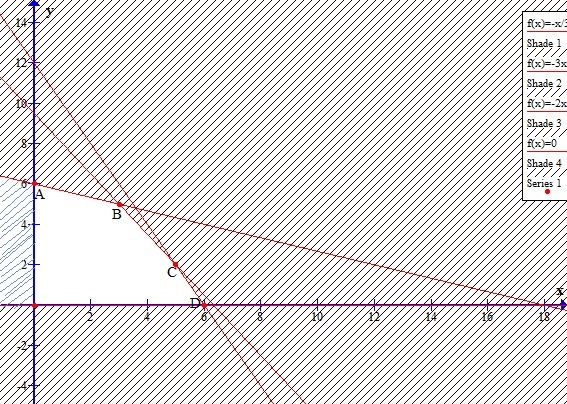 y
14
12
10
8
6
4
2
-2
-4
A
B
C
D
2
4
6
8
10
12
14
16
18
x
f(x)=-x/3
Shade 1
f(x)=-3x
Shade 2
f(x)=-2x
Shade 3
f(x)=0
Shade 4
Series 1